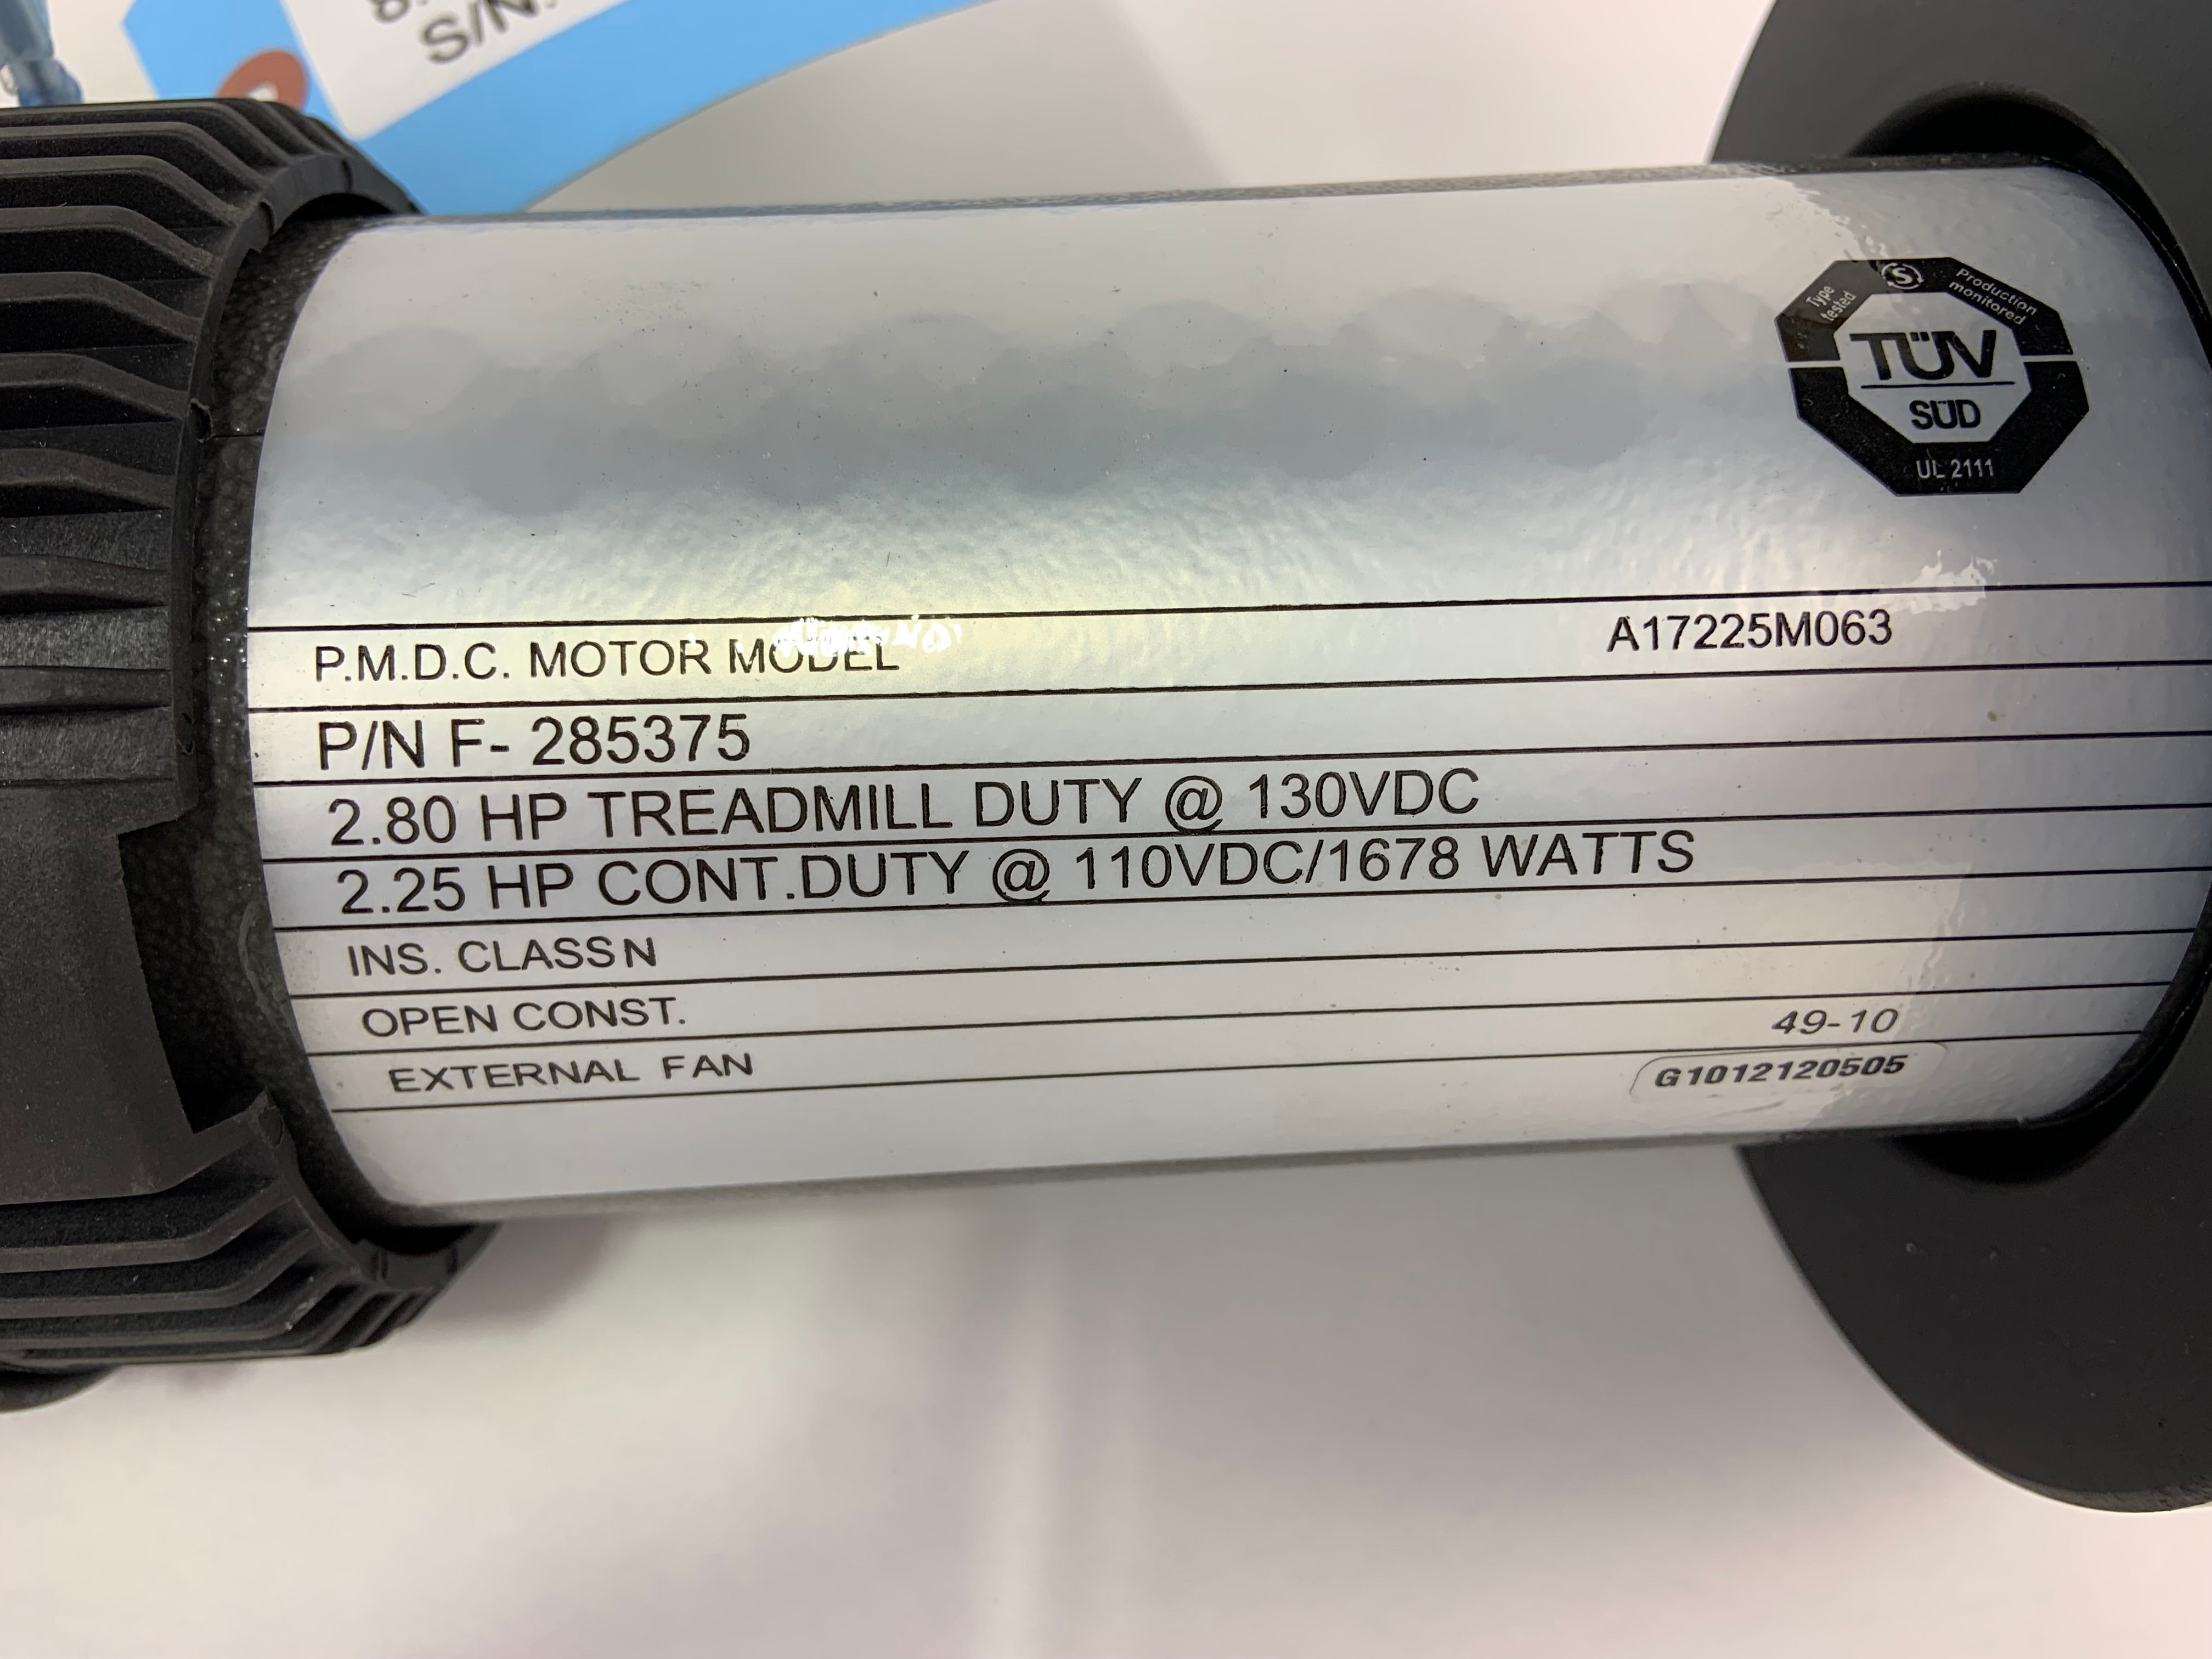 S/N:
Type tested
S
Production monitored
TÜV
SÜD
UL 2111
P.M.D.C. MOTOR MODEL A17225M063
P/N F- 285375
2.80 HP TREADMILL DUTY @ 130VDC
2.25 HP CONT.DUTY @ 110VDC/1678 WATTS
INS. CLASS N
OPEN CONST.
49-10
EXTERNAL FAN
G1012120505